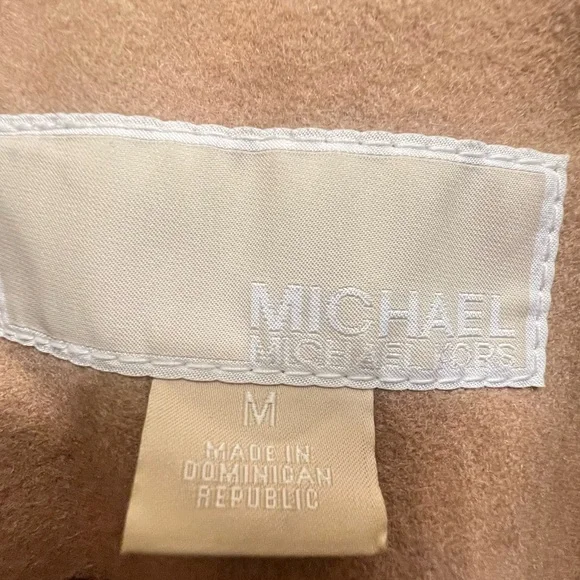 MICHAEL
MICHAEL KORS
M
MADE IN
DOMINICAN
REPUBLIC